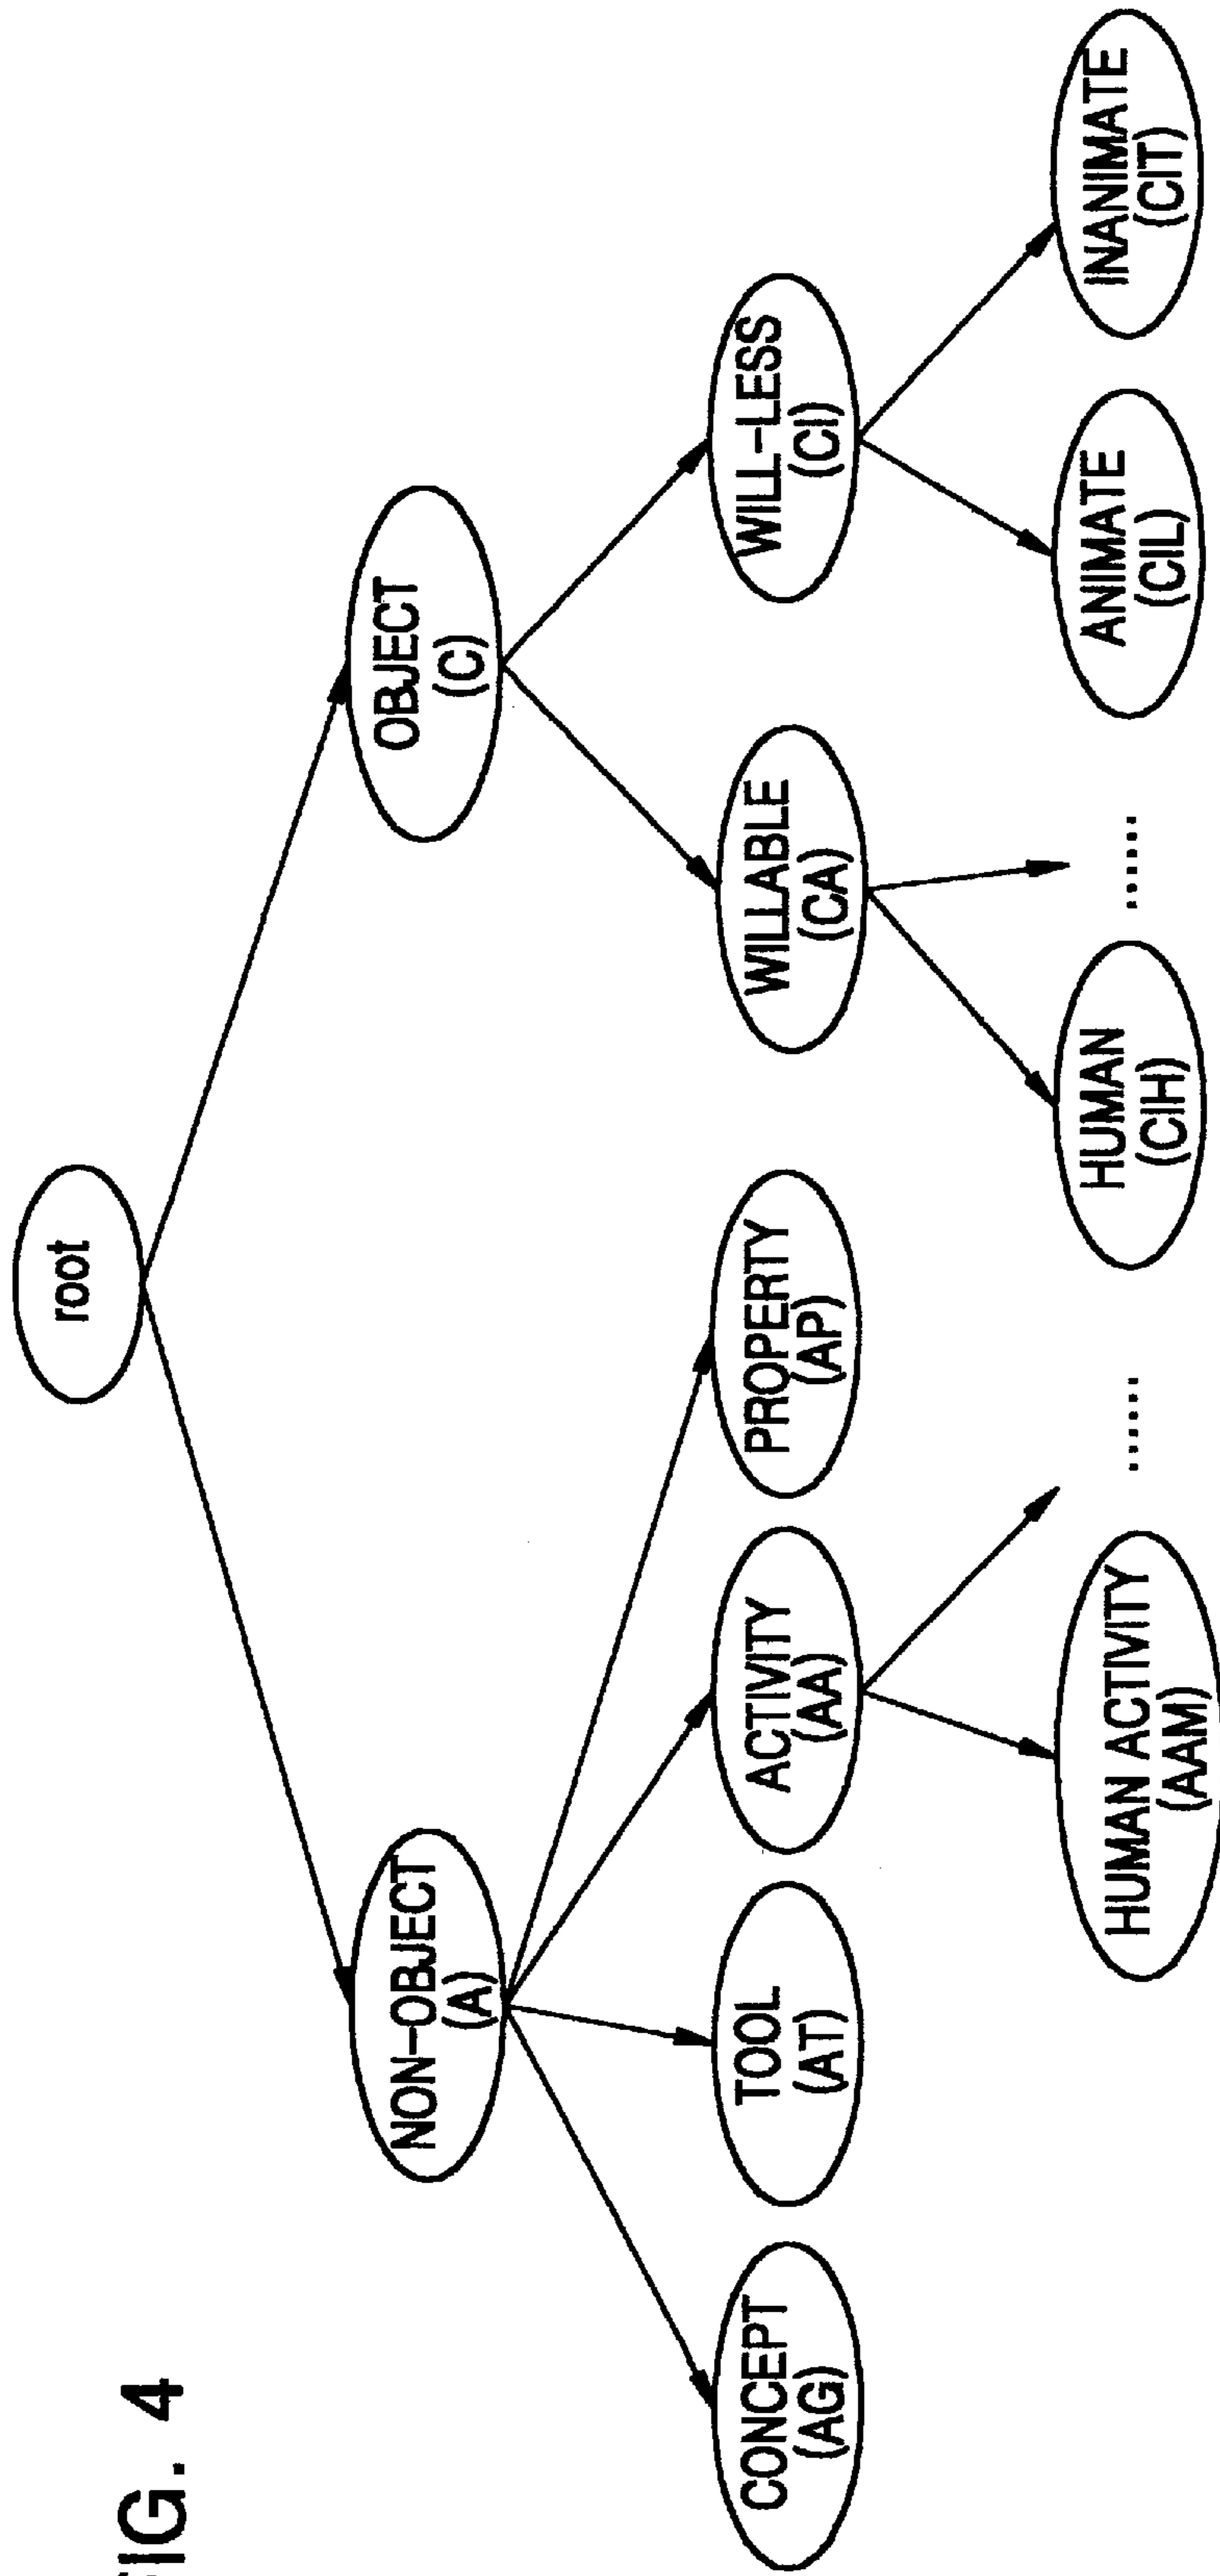 FIG. 4
root
NON-OBJECT
(A)
OBJECT
(C)
CONCEPT
(AG)
TOOL
(AT)
ACTIVITY
(AA)
PROPERTY
(AP)
WILLABLE
(CA)
WILL-LESS
(CI)
HUMAN ACTIVITY
(AAM)
......
HUMAN
(CIH)
......
ANIMATE
(CIL)
INANIMATE
(CIT)